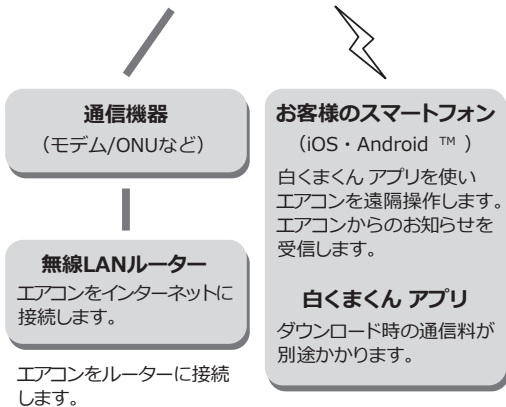 通信機器
（モデム/ONUなど）
無線LANルーター
エアコンをインターネットに
接続します。
エアコンをルーターに接続
します。
お客様のスマートフォン
（iOS・Android ™ ）
白くまくん アプリを使い
エアコンを遠隔操作します。
エアコンからのお知らせを
受信します。
白くまくん アプリ
ダウンロード時の通信料が
別途かかります。